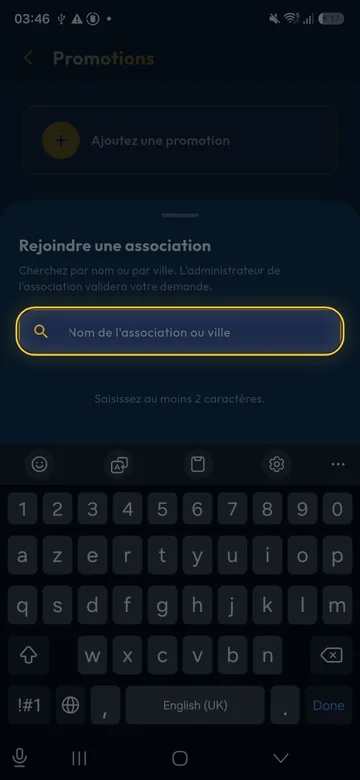 03:46
Promotions
+
Ajoutez une promotion
Rejoindre une association
Cherchez par nom ou par ville. L'administrateur de
l'association validera votre demande.
Nom de l'association ou ville
Saisissez au moins 2 caractères.
1 2 3 4 5 6 7 8 9 0
a z e r t y u i o p
q s d f g h j k l m
w x c v b n
!#1 , English (UK) . Done